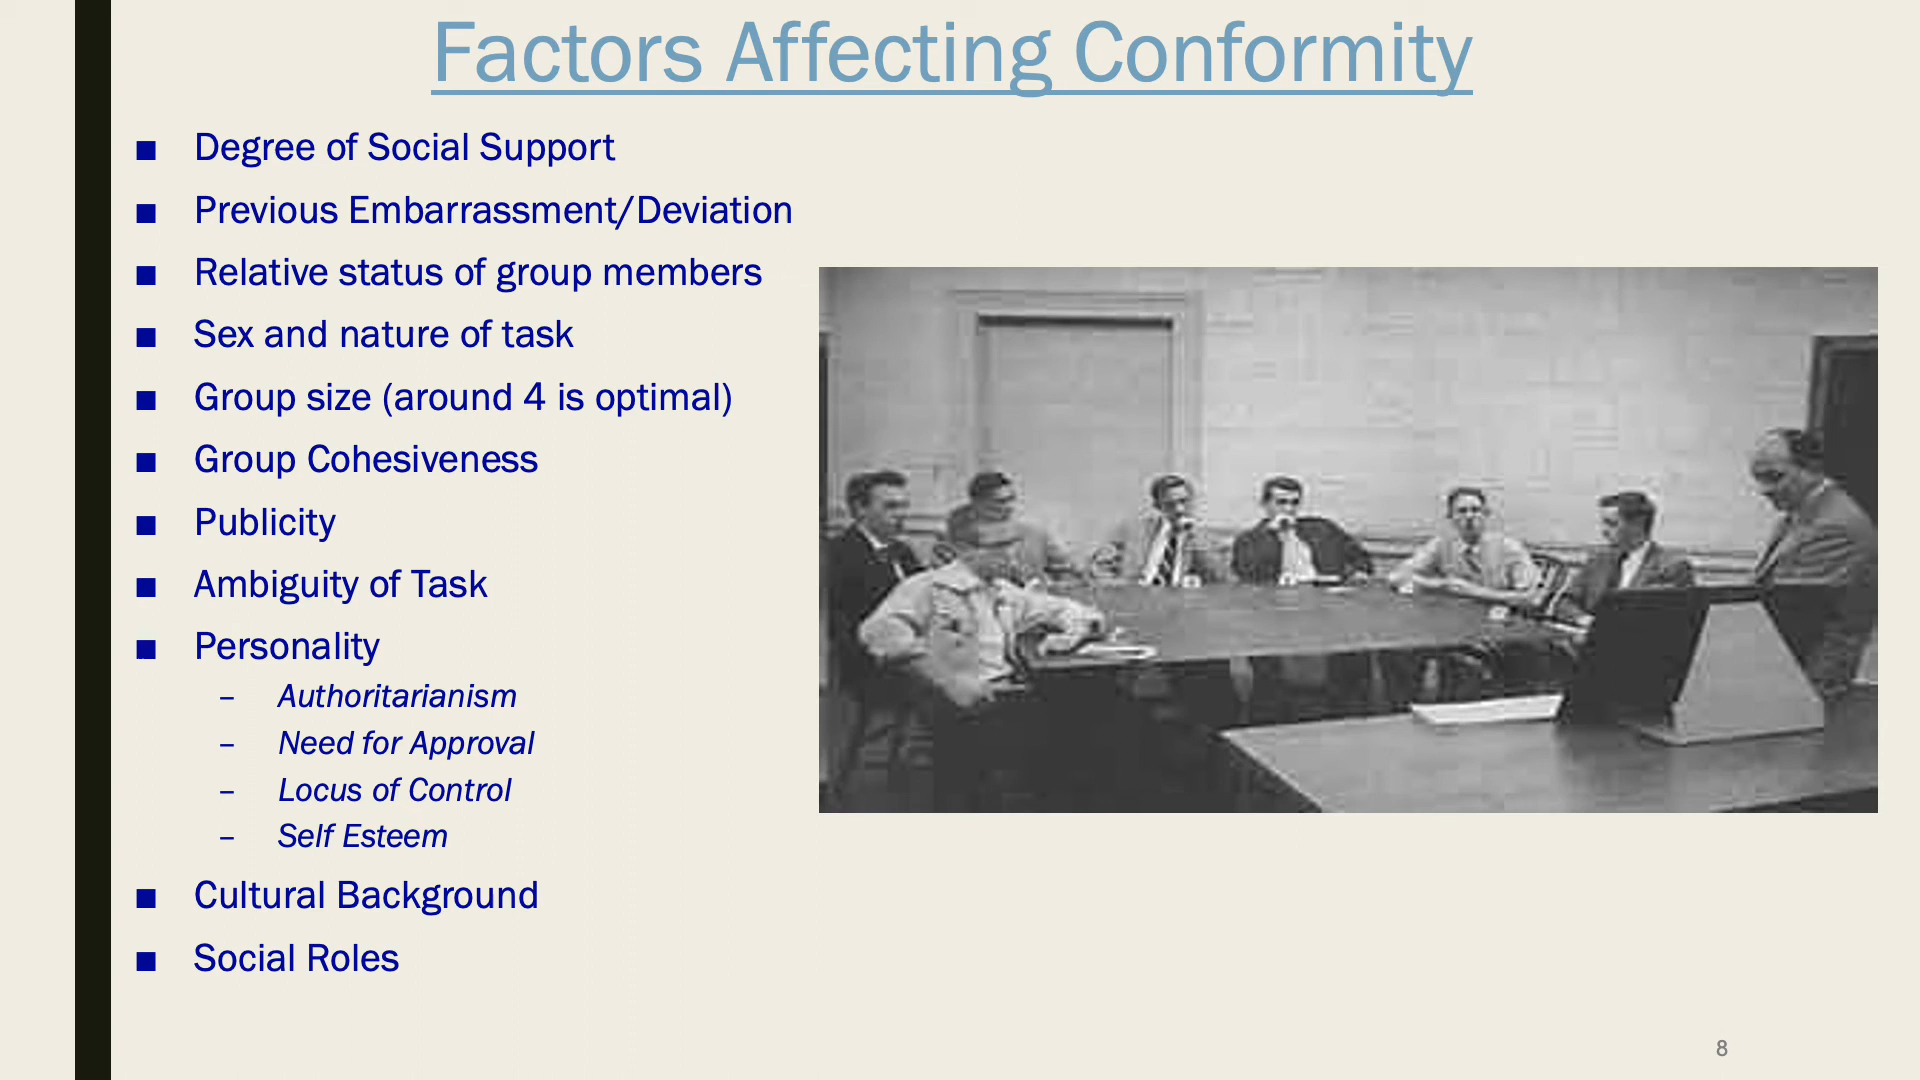 Factors Affecting Conformity
■ Degree of Social Support
■ Previous Embarrassment/Deviation
■ Relative status of group members
■ Sex and nature of task
■ Group size (around 4 is optimal)
■ Group Cohesiveness
■ Publicity
■ Ambiguity of Task
■ Personality
– Authoritarianism
– Need for Approval
– Locus of Control
– Self Esteem
■ Cultural Background
■ Social Roles
8